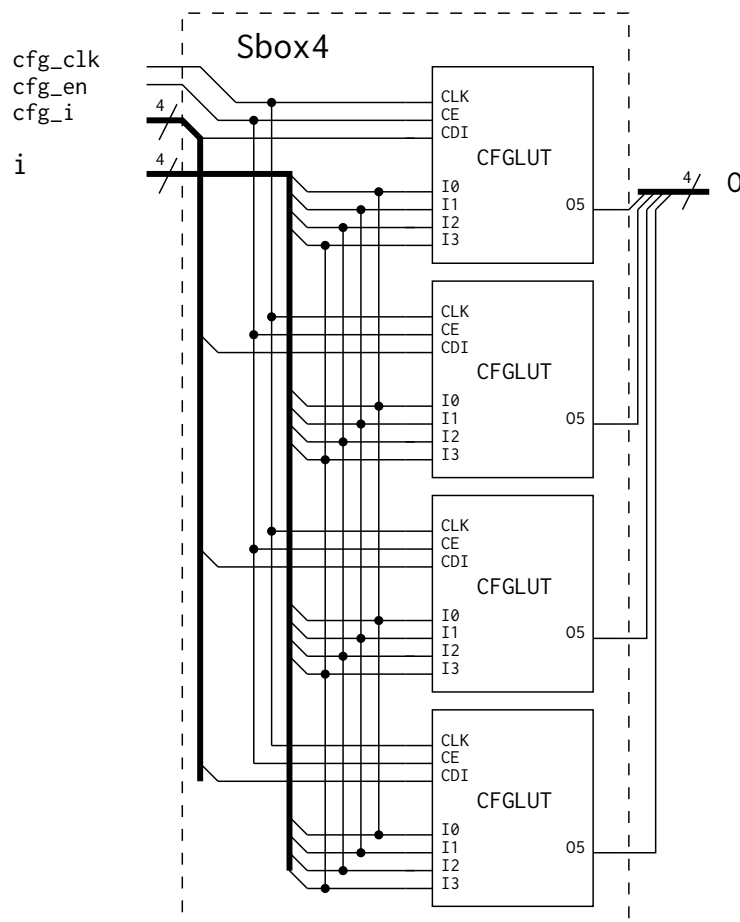 Sbox4
cfg_clk
cfg_en
cfg_i
4
i
4
CLK
CE
CDI
CFGLUT
I0
I1
I2
I3
O5
4
O
CLK
CE
CDI
CFGLUT
I0
I1
I2
I3
O5
CLK
CE
CDI
CFGLUT
I0
I1
I2
I3
O5
CLK
CE
CDI
CFGLUT
I0
I1
I2
I3
O5